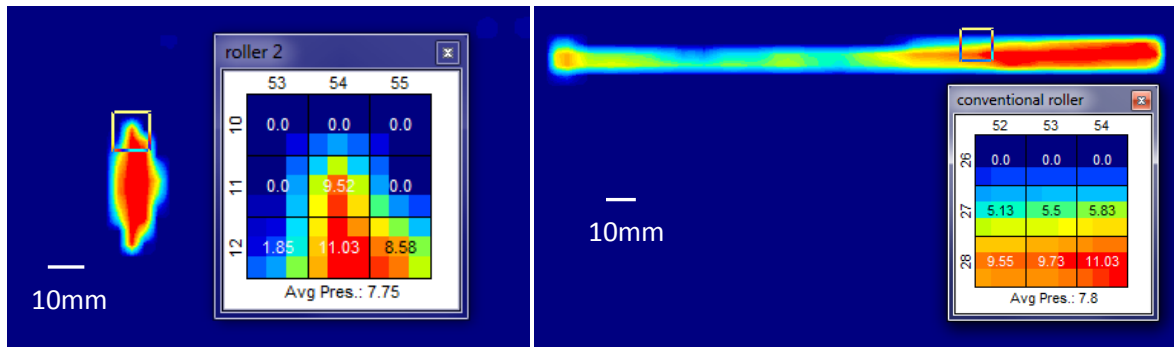 roller 2 x
53 54 55
10 0.0 0.0 0.0
11 0.0 9.52 0.0
12 1.85 11.03 8.58
Avg Pres.: 7.75
10mm
conventional roller x
52 53 54
26 0.0 0.0 0.0
27 5.13 5.5 5.83
28 9.55 9.73 11.03
Avg Pres.: 7.8
10mm